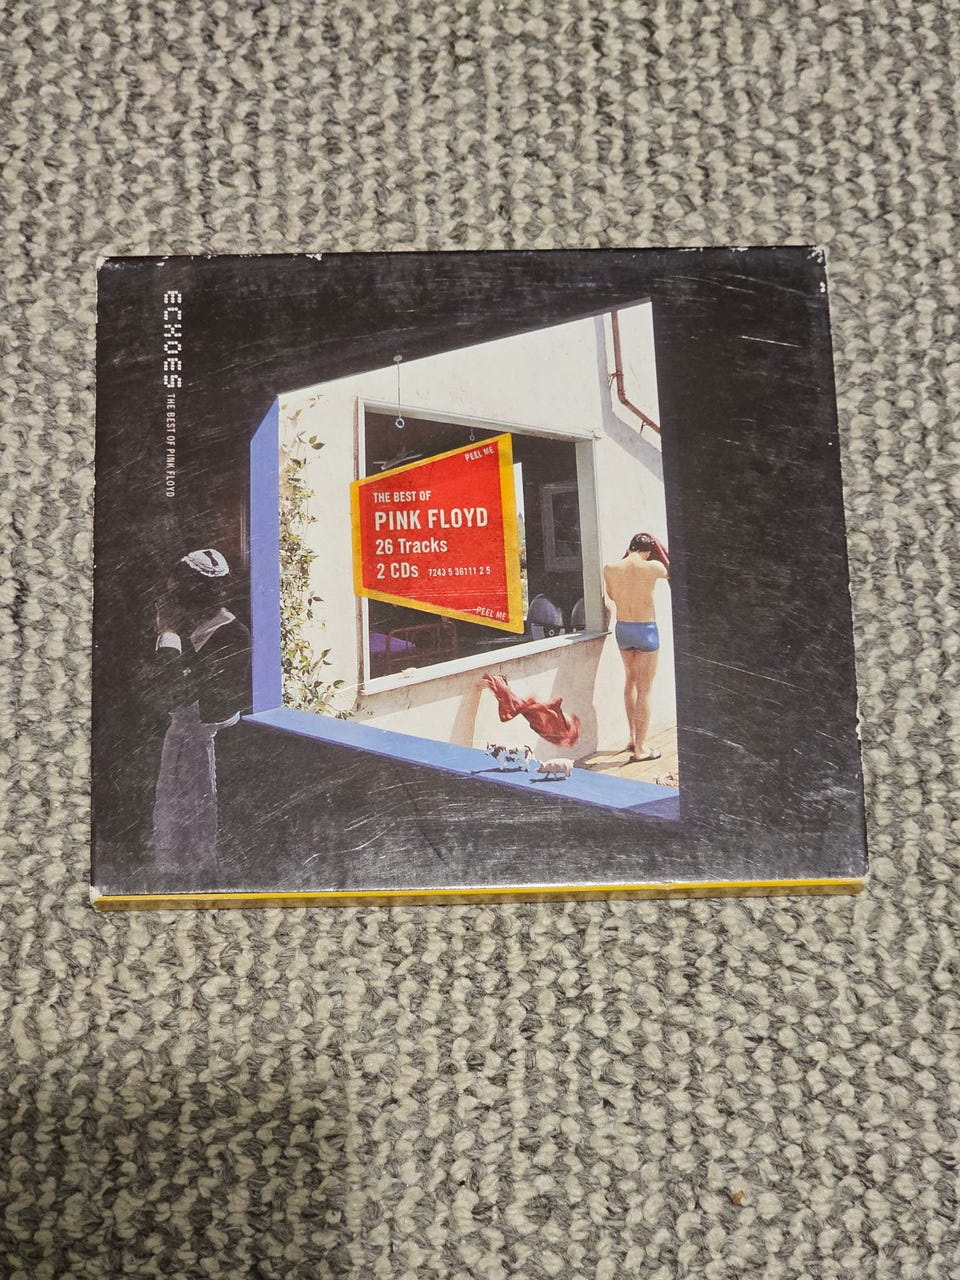 ECHOES THE BEST OF PINK FLOYD
PEEL ME
THE BEST OF
PINK FLOYD
26 Tracks
2 CDs 7243 5 36111 2 5
PEEL ME